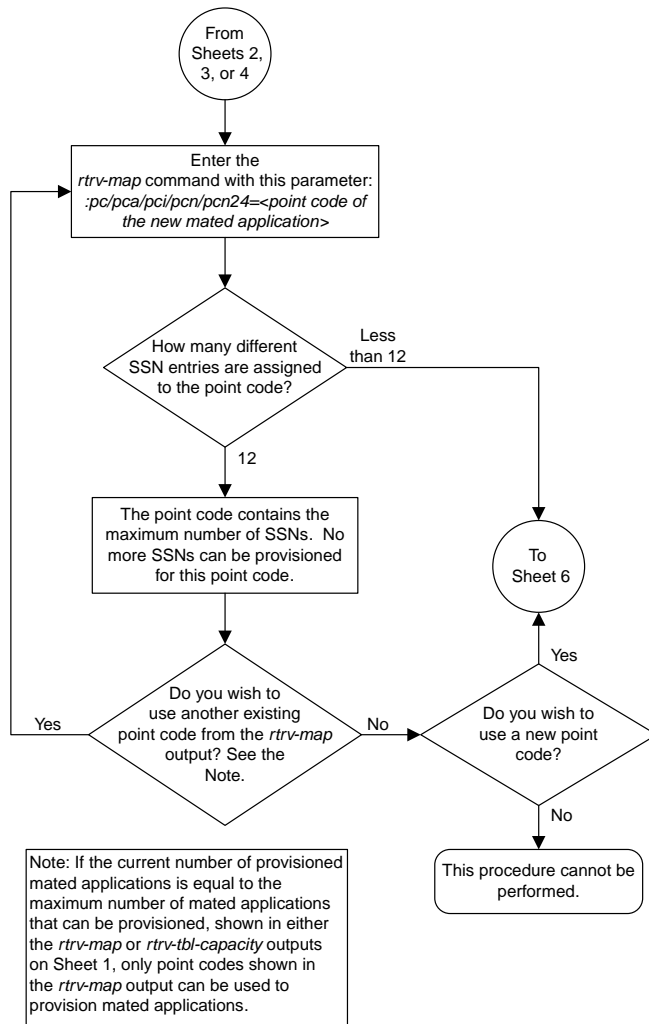 From
Sheets 2,
3, or 4
Enter the
rtrv-map command with this parameter:
:pc/pca/pci/pcn/pcn24=<point code of
the new mated application>
How many different
SSN entries are assigned
to the point code?
Less
than 12
12
The point code contains the
maximum number of SSNs. No
more SSNs can be provisioned
for this point code.
To
Sheet 6
Do you wish to
use another existing
point code from the rtrv-map
output? See the
Note.
Yes
No
Do you wish to
use a new point
code?
Yes
No
This procedure cannot be
performed.
Note: If the current number of provisioned
mated applications is equal to the
maximum number of mated applications
that can be provisioned, shown in either
the rtrv-map or rtrv-tbl-capacity outputs
on Sheet 1, only point codes shown in
the rtrv-map output can be used to
provision mated applications.